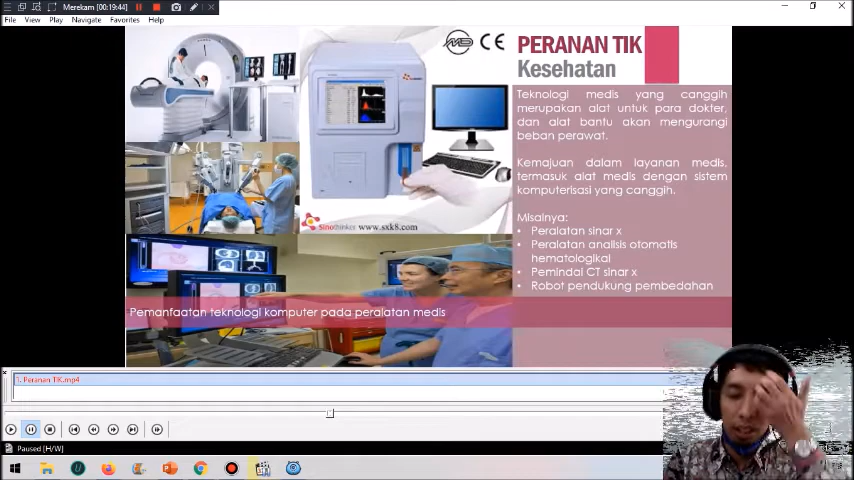 Merekam (00:19:44)
File View Play Navigate Favorites Help
CE
PERANAN TIK
Kesehatan
Teknologi medis yang canggih
merupakan alat untuk para dokter,
dan alat bantu akan mengurangi
beban perawat.
Kemajuan dalam layanan medis,
termasuk alat medis dengan sistem
komputerisasi yang canggih.
Misalnya:
• Peralatan sinar x
• Peralatan analisis otomatis
hematologikal
• Pemindai CT sinar x
• Robot pendukung pembedahan
Sinothinker www.sxk8.com
Pemanfaatan teknologi komputer pada peralatan medis
1. Peranan TIK.mp4
Paused [H/W]